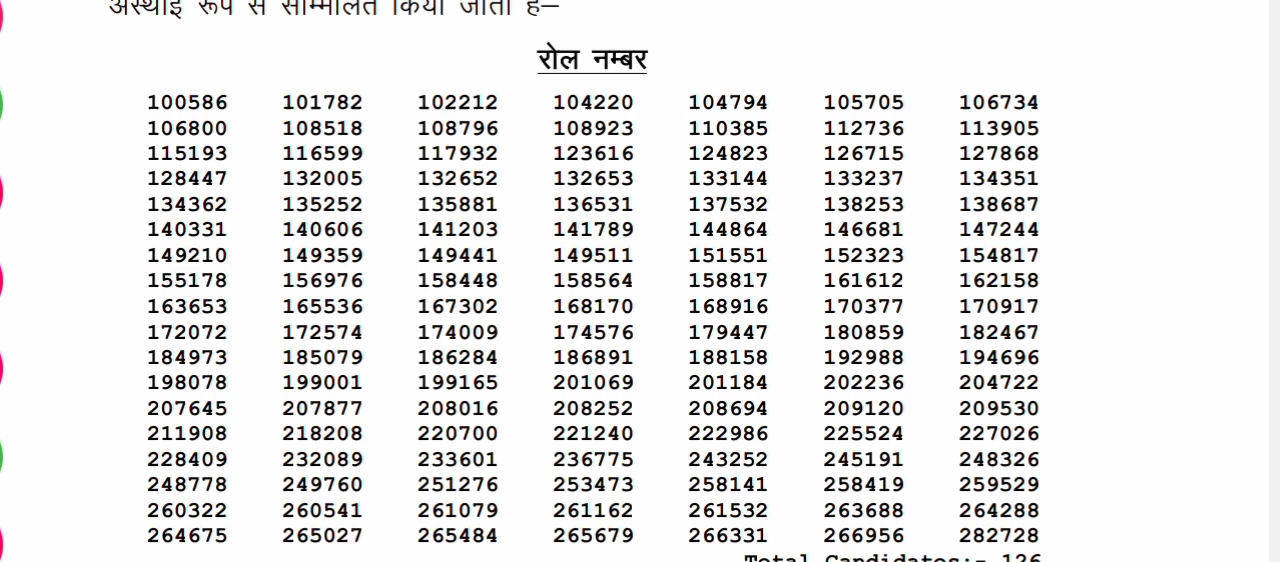 अस्थाई रूप से सम्मिलित किया जाता है–
रोल नम्बर
100586 101782 102212 104220 104794 105705 106734
106800 108518 108796 108923 110385 112736 113905
115193 116599 117932 123616 124823 126715 127868
128447 132005 132652 132653 133144 133237 134351
134362 135252 135881 136531 137532 138253 138687
140331 140606 141203 141789 144864 146681 147244
149210 149359 149441 149511 151551 152323 154817
155178 156976 158448 158564 158817 161612 162158
163653 165536 167302 168170 168916 170377 170917
172072 172574 174009 174576 179447 180859 182467
184973 185079 186284 186891 188158 192988 194696
198078 199001 199165 201069 201184 202236 204722
207645 207877 208016 208252 208694 209120 209530
211908 218208 220700 221240 222986 225524 227026
228409 232089 233601 236775 243252 245191 248326
248778 249760 251276 253473 258141 258419 259529
260322 260541 261079 261162 261532 263688 264288
264675 265027 265484 265679 266331 266956 282728
Total Candidates:- 126